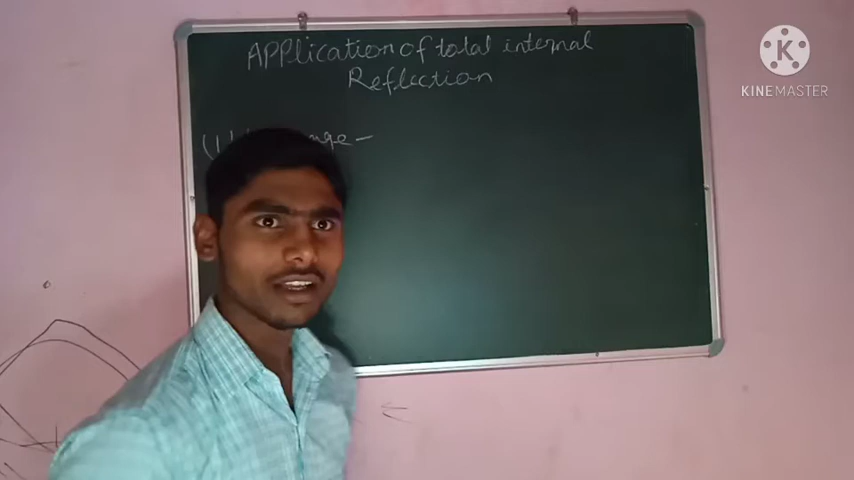 Application of total internal
Reflection
(1)
K
KINEMASTER